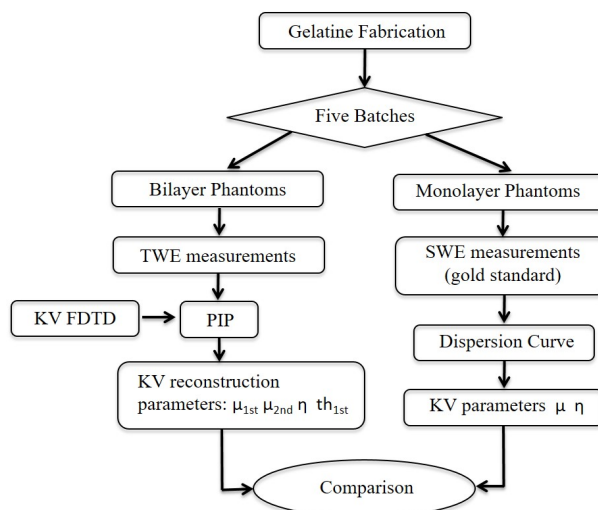 Gelatine Fabrication
Five Batches
Bilayer Phantoms
Monolayer Phantoms
TWE measurements
SWE measurements
(gold standard)
KV FDTD
PIP
Dispersion Curve
KV reconstruction
parameters: μ1st μ2nd η th1st
KV parameters μ η
Comparison